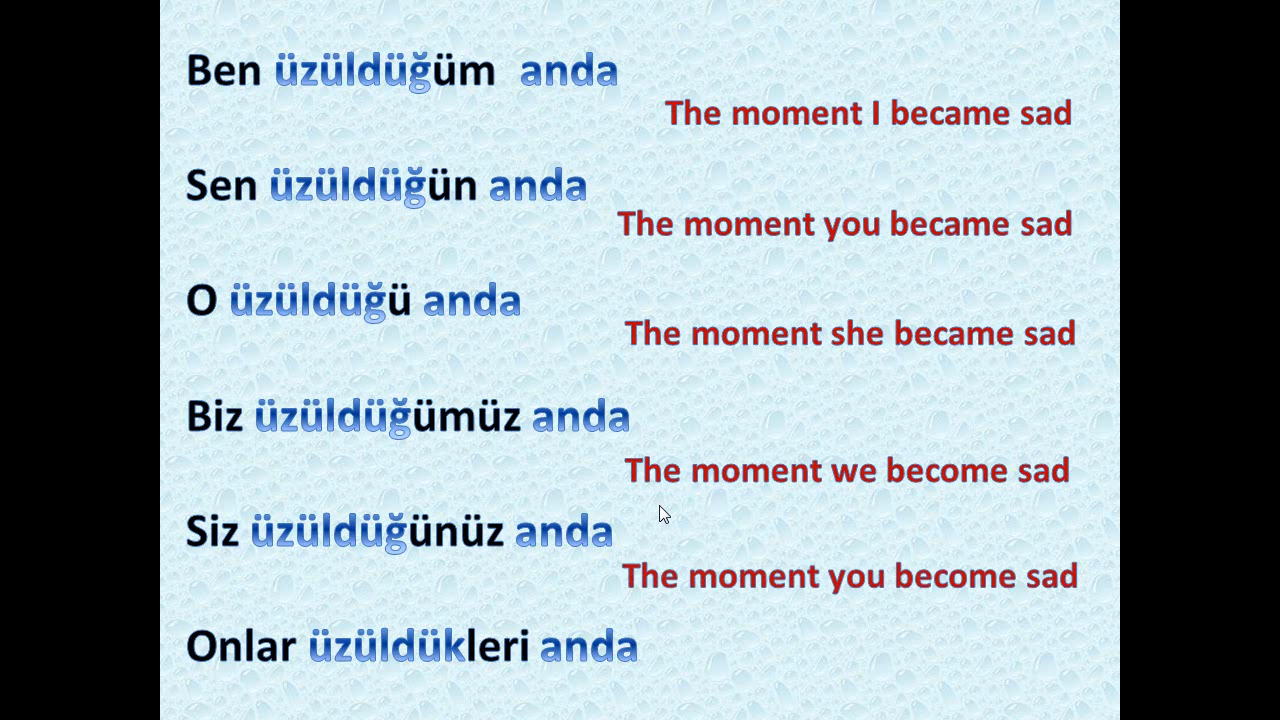 Ben üzüldüğüm anda
The moment I became sad
Sen üzüldüğün anda
The moment you became sad
O üzüldüğü anda
The moment she became sad
Biz üzüldüğümüz anda
The moment we become sad
Siz üzüldüğünüz anda
The moment you become sad
Onlar üzüldükleri anda